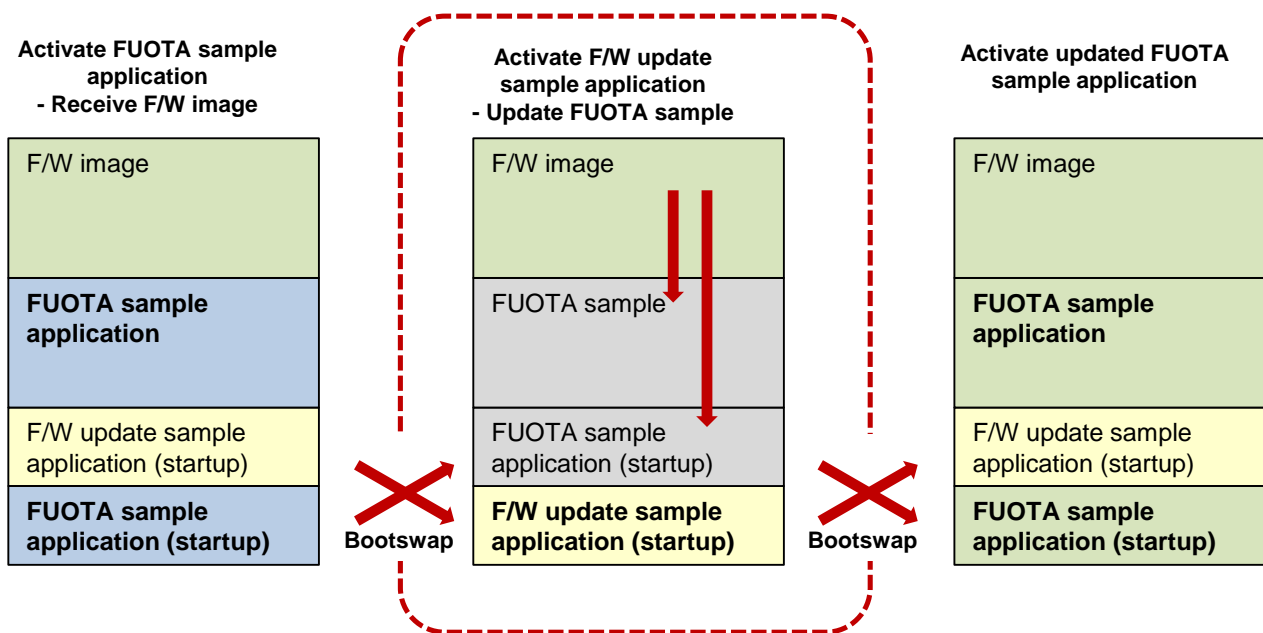 Activate FUOTA sample
application
- Receive F/W image
F/W image
FUOTA sample
application
F/W update sample
application (startup)
FUOTA sample
application (startup)
Bootswap
Activate F/W update
sample application
- Update FUOTA sample
F/W image
FUOTA sample
FUOTA sample
application (startup)
F/W update sample
application (startup)
Bootswap
Activate updated FUOTA
sample application
F/W image
FUOTA sample
application
F/W update sample
application (startup)
FUOTA sample
application (startup)